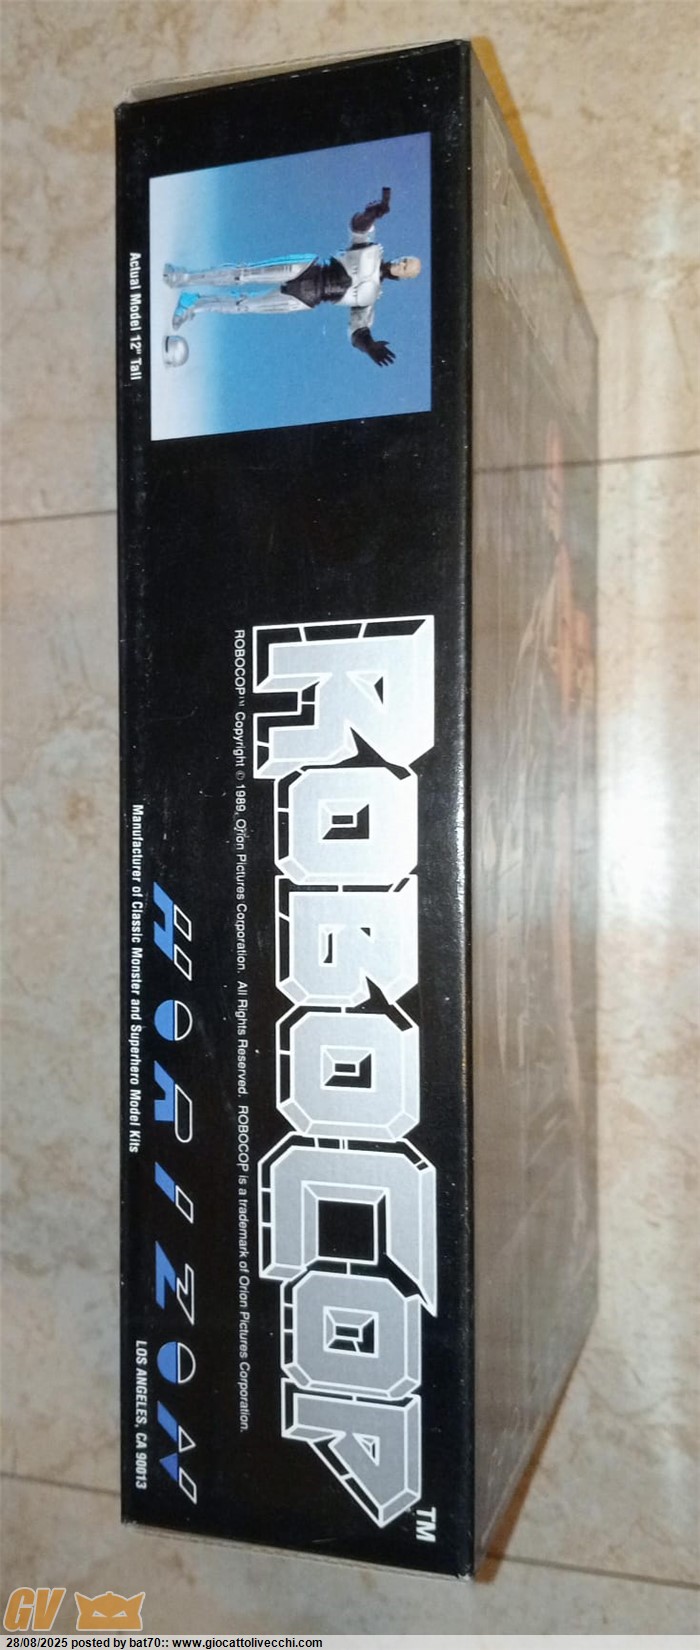 ROBOCOP™
ROBOCOP™ Copyright © 1989, Orion Pictures Corporation. All Rights Reserved. ROBOCOP is a trademark of Orion Pictures Corporation.
HORIZON
Actual Model 12" Tall
Manufacturer of Classic Monster and Superhero Model Kits
LOS ANGELES, CA 90013
GV
28/08/2025 posted by bat70:: www.giocattolivecchi.com